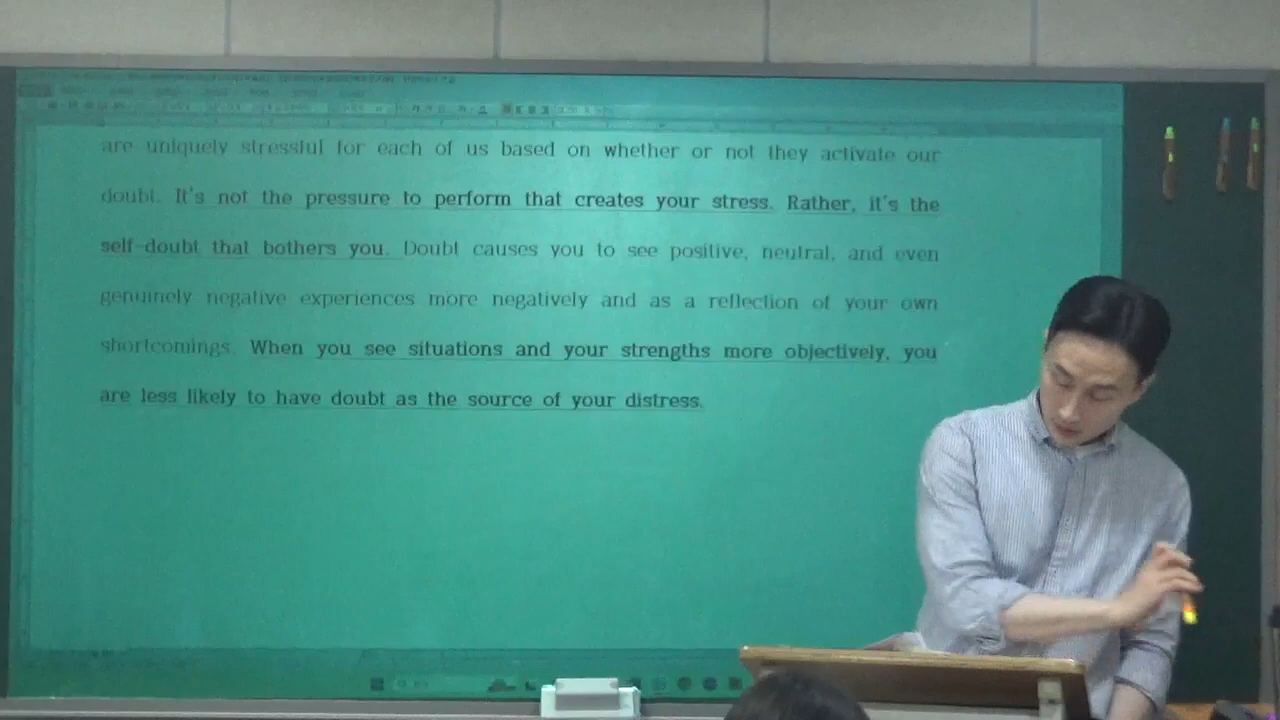 are uniquely stressful for each of us based on whether or not they activate our
doubt. It's not the pressure to perform that creates your stress. Rather, it's the
self-doubt that bothers you. Doubt causes you to see positive, neutral, and even
genuinely negative experiences more negatively and as a reflection of your own
shortcomings. When you see situations and your strengths more objectively, you
are less likely to have doubt as the source of your distress.